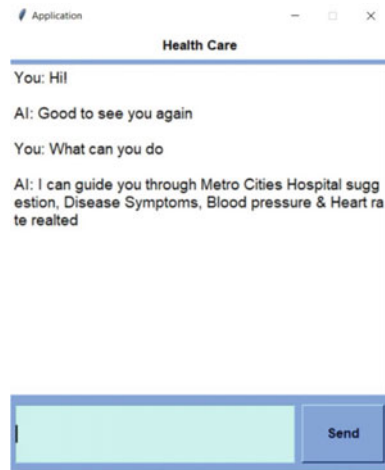 Application
Health Care
You: Hi!
AI: Good to see you again
You: What can you do
AI: I can guide you through Metro Cities Hospital sugg
estion, Disease Symptoms, Blood pressure & Heart ra
te realted
Send